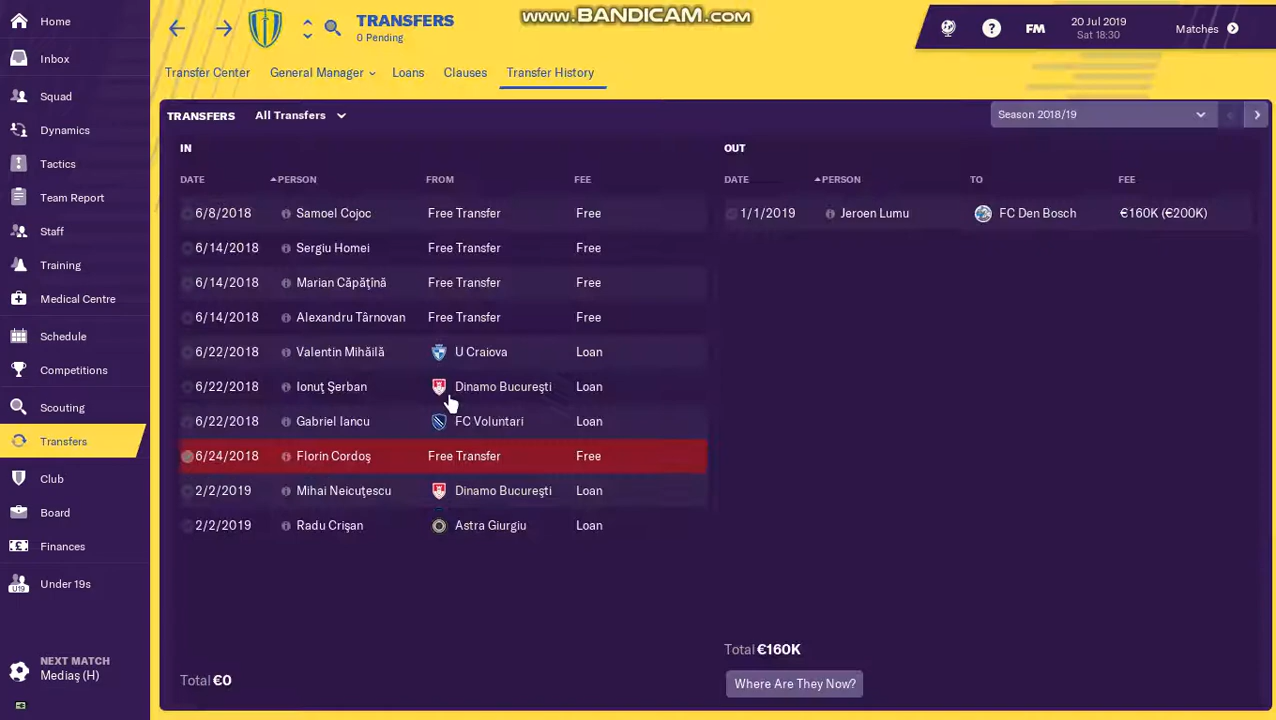 www.BANDICAM.com
Home
Inbox
Squad
Dynamics
Tactics
Team Report
Staff
Training
Medical Centre
Schedule
Competitions
Scouting
Transfers
Club
Board
Finances
U19
Under 19s
NEXT MATCH
Mediaş (H)
TRANSFERS
0 Pending
?
FM
20 Jul 2019
Sat 18:30
Matches
Transfer Center
General Manager
Loans
Clauses
Transfer History
TRANSFERS
All Transfers
Season 2018/19
IN
DATE PERSON FROM FEE
6/8/2018 Samoel Cojoc Free Transfer Free
6/14/2018 Sergiu Homei Free Transfer Free
6/14/2018 Marian Căpăţînă Free Transfer Free
6/14/2018 Alexandru Târnovan Free Transfer Free
6/22/2018 Valentin Mihăilă U Craiova Loan
6/22/2018 Ionuţ Şerban Dinamo Bucureşti Loan
6/22/2018 Gabriel Iancu FC Voluntari Loan
6/24/2018 Florin Cordoş Free Transfer Free
2/2/2019 Mihai Neicuţescu Dinamo Bucureşti Loan
2/2/2019 Radu Crişan Astra Giurgiu Loan
Total €0
OUT
DATE PERSON TO FEE
1/1/2019 Jeroen Lumu FC Den Bosch €160K (€200K)
Total €160K
Where Are They Now?